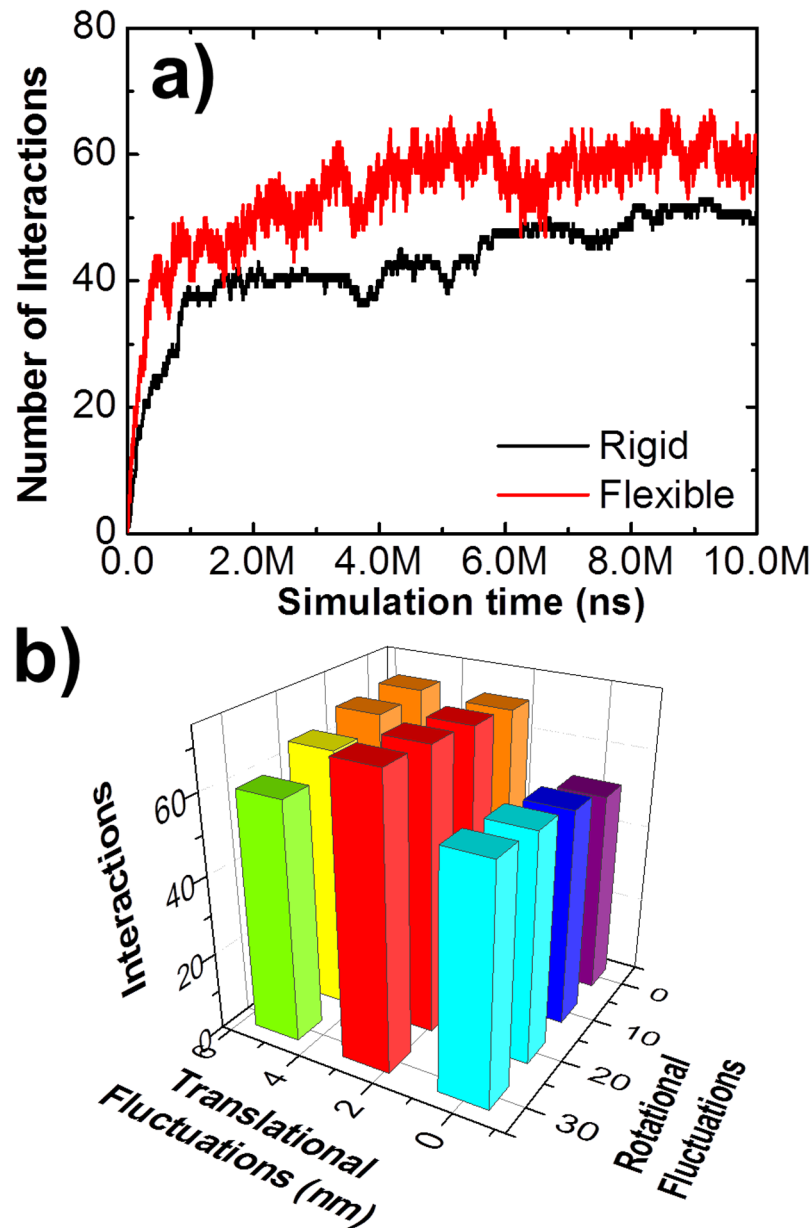 a)
80
60
40
20
0
Number of Interactions
Rigid
Flexible
0.0 2.0M 4.0M 6.0M 8.0M 10.0M
Simulation time (ns)
b)
Interactions
60
40
20
0
6 4 2 0
Translational
Fluctuations (nm)
0
10
20
30
Rotational
Fluctuations